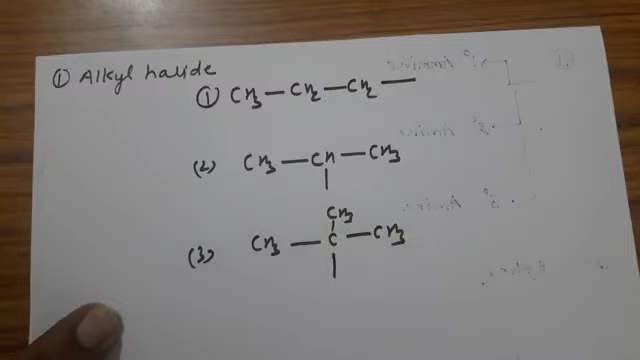 ① Alkyl halide
① CH₃ — CH₂ — CH₂ —
(2) CH₃ — CH — CH₃
|
CH₃
|
(3) CH₃ — C — CH₃
|